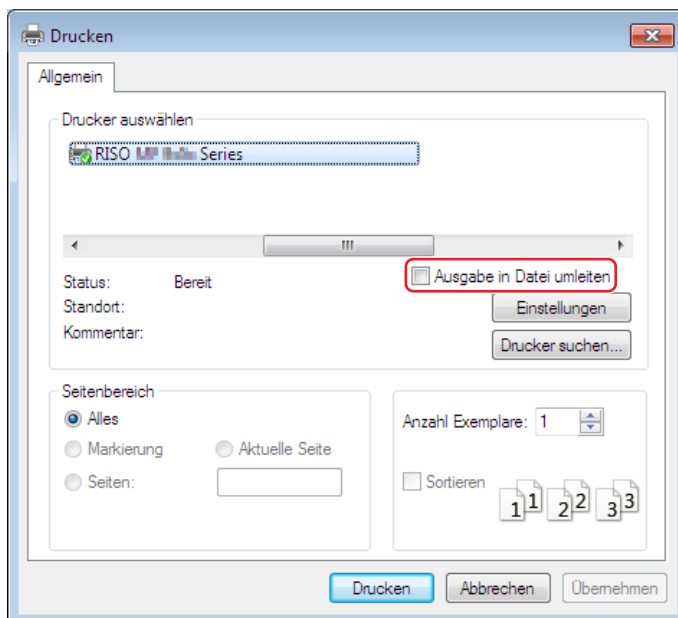 Drucken
Allgemein
Drucker auswählen
RISO Series
Status: Bereit
Ausgabe in Datei umleiten
Standort:
Einstellungen
Kommentar:
Drucker suchen...
Seitenbereich
Alles
Markierung
Aktuelle Seite
Seiten:
Anzahl Exemplare: 1
Sortieren
1 1 2 2 3 3
Drucken
Abbrechen
Übernehmen